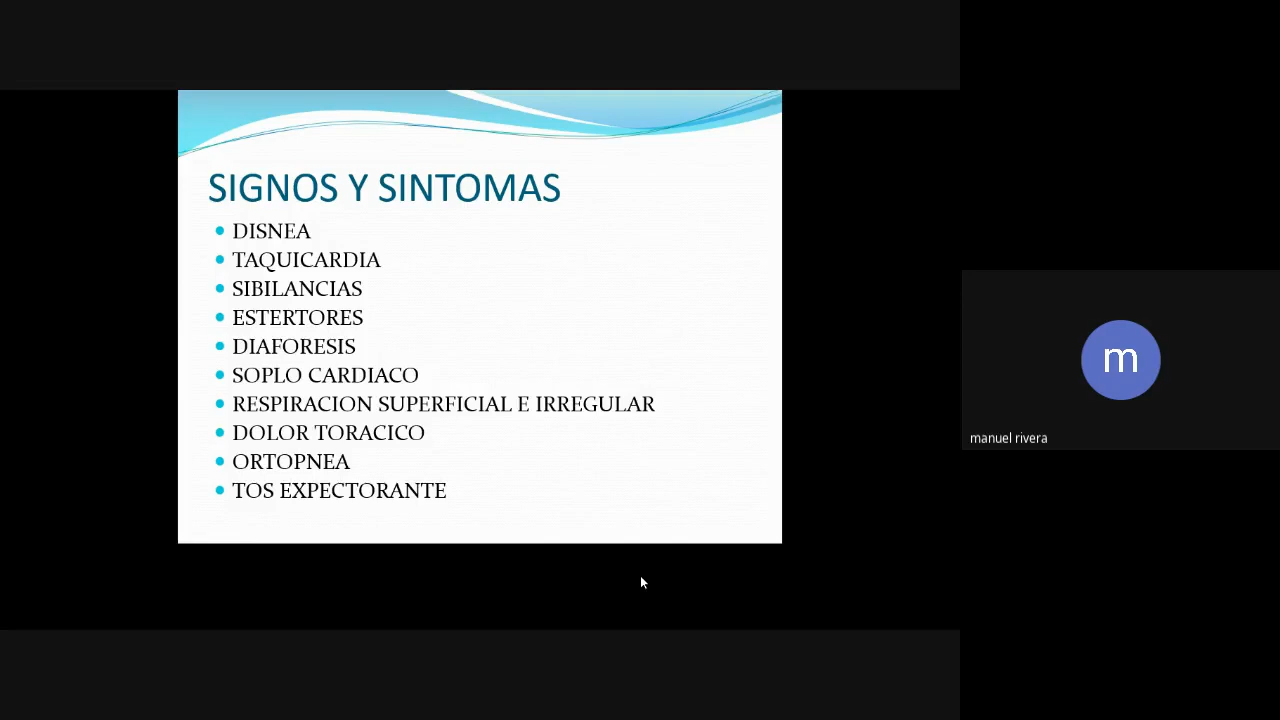 SIGNOS Y SINTOMAS
DISNEA
TAQUICARDIA
SIBILANCIAS
ESTERTORES
DIAFORESIS
SOPLO CARDIACO
RESPIRACION SUPERFICIAL E IRREGULAR
DOLOR TORACICO
ORTOPNEA
TOS EXPECTORANTE
m
manuel rivera